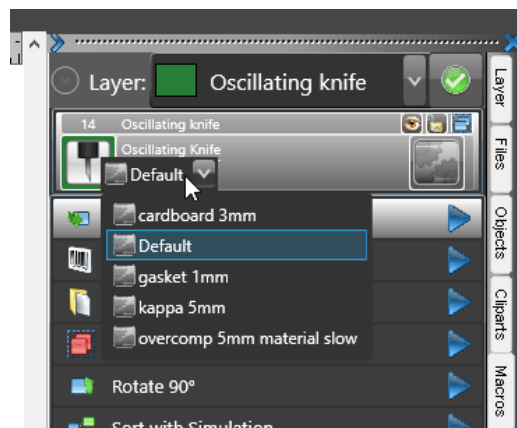 Layer: Oscillating knife
14 Oscillating knife
Oscillating Knife
Default
cardboard 3mm
Default
gasket 1mm
kappa 5mm
overcomp 5mm material slow
Rotate 90°
Sort with Simulation
Layer
Files
Objects
Cliparts
Macros